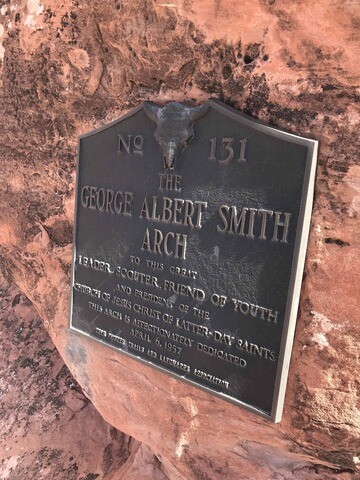 No 131
THE
GEORGE ALBERT SMITH
ARCH
TO THIS GREAT
LEADER, SCOUTER, FRIEND OF YOUTH
AND PRESIDENT OF THE
CHURCH OF JESUS CHRIST OF LATTER-DAY SAINTS
THIS ARCH IS AFFECTIONATELY DEDICATED
APRIL 6, 1957
UTAH PIONEER TRAILS AND LANDMARKS ASSOCIATION